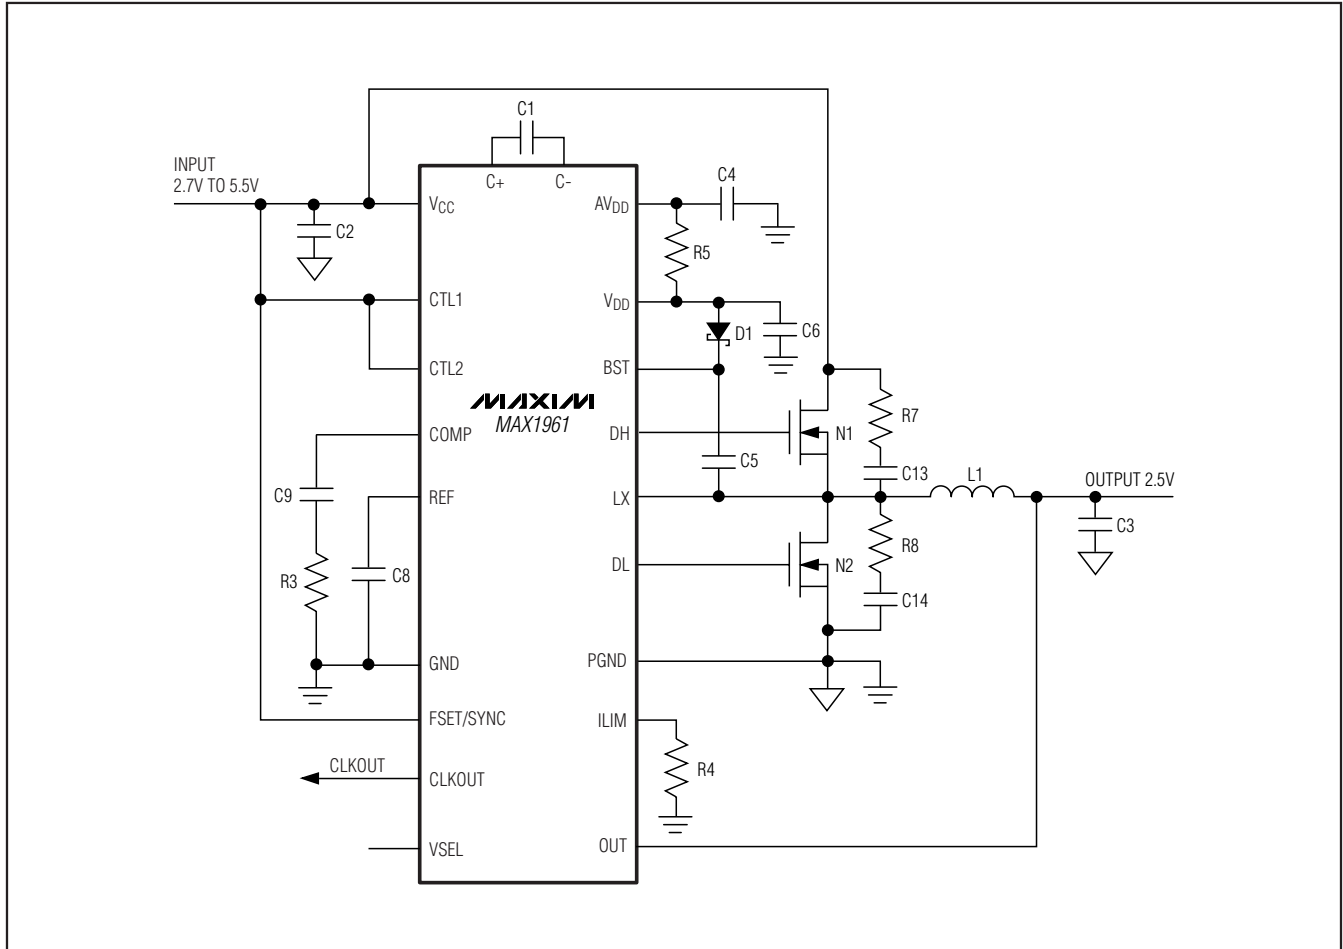 C1
INPUT
2.7V TO 5.5V
C+
C-
C4
VCC
AVDD
C2
R5
CTL1
VDD
D1
C6
CTL2
BST
MAXIM
MAX1961
R7
COMP
DH
N1
C5
C13
L1
C9
REF
LX
OUTPUT 2.5V
C3
R8
DL
N2
R3
C8
C14
GND
PGND
FSET/SYNC
ILIM
CLKOUT
CLKOUT
R4
VSEL
OUT